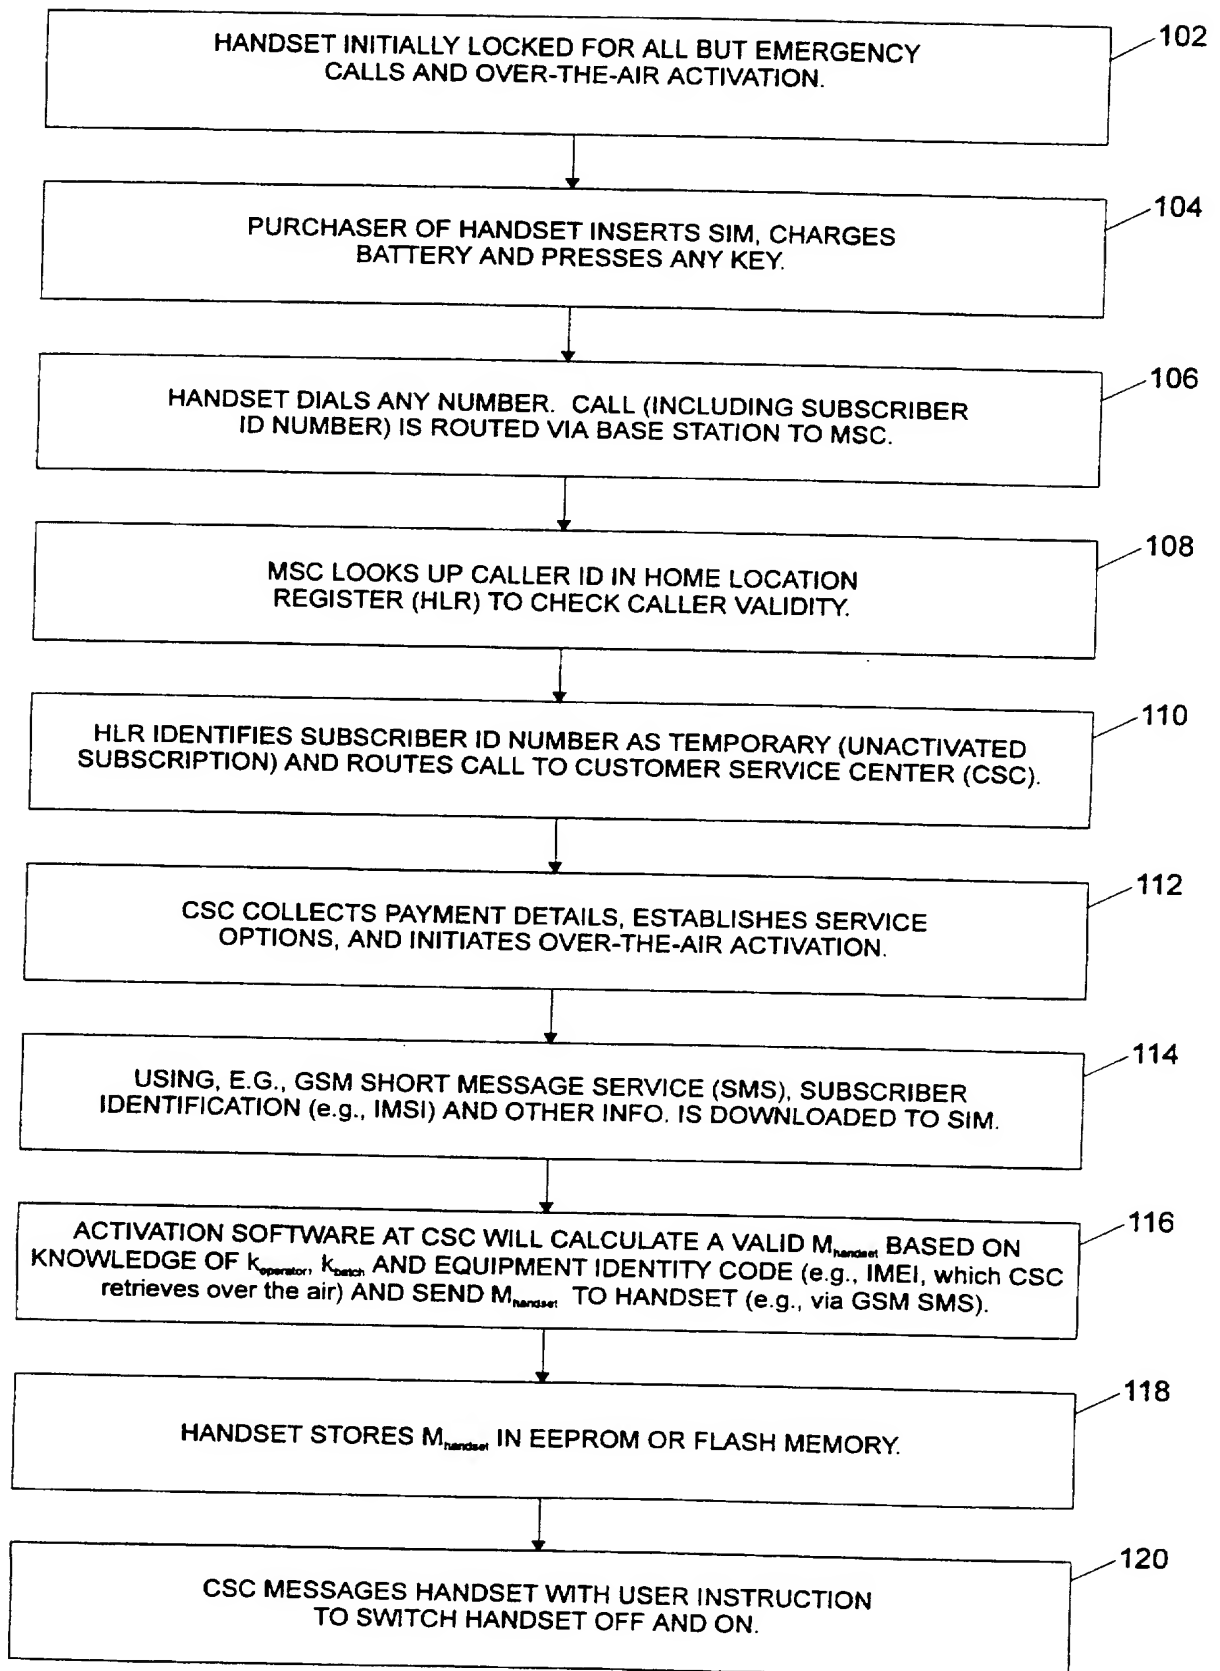 HANDSET INITIALLY LOCKED FOR ALL BUT EMERGENCY
CALLS AND OVER-THE-AIR ACTIVATION.
102
PURCHASER OF HANDSET INSERTS SIM, CHARGES
BATTERY AND PRESSES ANY KEY.
104
HANDSET DIALS ANY NUMBER. CALL (INCLUDING SUBSCRIBER
ID NUMBER) IS ROUTED VIA BASE STATION TO MSC.
106
MSC LOOKS UP CALLER ID IN HOME LOCATION
REGISTER (HLR) TO CHECK CALLER VALIDITY.
108
HLR IDENTIFIES SUBSCRIBER ID NUMBER AS TEMPORARY (UNACTIVATED
SUBSCRIPTION) AND ROUTES CALL TO CUSTOMER SERVICE CENTER (CSC).
110
CSC COLLECTS PAYMENT DETAILS, ESTABLISHES SERVICE
OPTIONS, AND INITIATES OVER-THE-AIR ACTIVATION.
112
USING, E.G., GSM SHORT MESSAGE SERVICE (SMS), SUBSCRIBER
IDENTIFICATION (e.g., IMSI) AND OTHER INFO. IS DOWNLOADED TO SIM.
114
ACTIVATION SOFTWARE AT CSC WILL CALCULATE A VALID Mhandset BASED ON
KNOWLEDGE OF koperator, kbatch AND EQUIPMENT IDENTITY CODE (e.g., IMEI, which CSC
retrieves over the air) AND SEND Mhandset TO HANDSET (e.g., via GSM SMS).
116
HANDSET STORES Mhandset IN EEPROM OR FLASH MEMORY.
118
CSC MESSAGES HANDSET WITH USER INSTRUCTION
TO SWITCH HANDSET OFF AND ON.
120